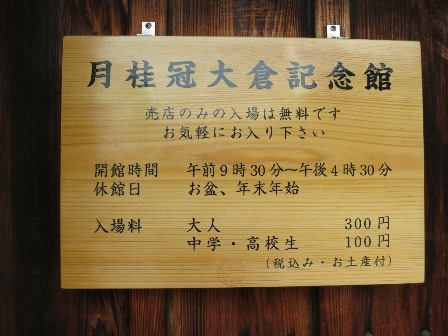 月桂冠大倉記念館
売店のみの入場は無料です
お気軽にお入り下さい
開館時間 午前9時30分～午後4時30分
休館日 お盆、年末年始
入場料 大人 300円
中学・高校生 100円
(税込み・お土産付)